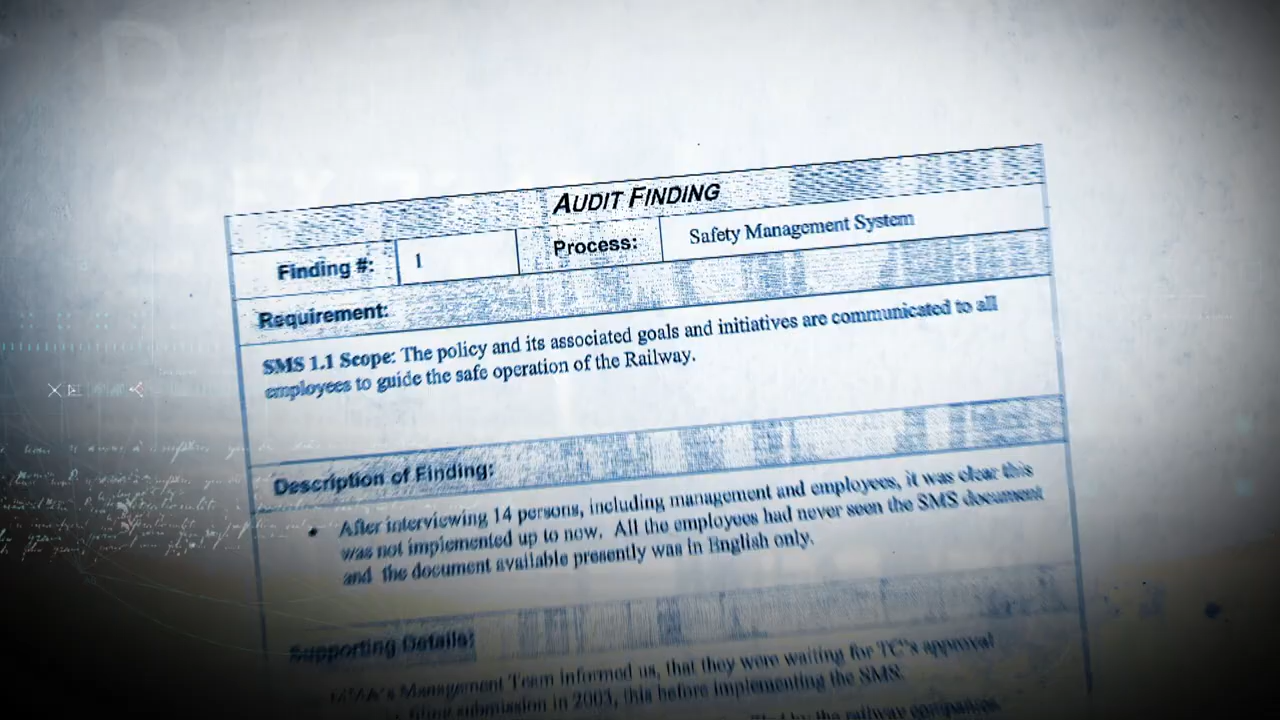 AUDIT FINDING
Finding #: 1 Process: Safety Management System
Requirement:
SMS 1.1 Scope: The policy and its associated goals and initiatives are communicated to all
employees to guide the safe operation of the Railway.
Description of Finding:
• After interviewing 14 persons, including management and employees, it was clear this
was not implemented up to now. All the employees had never seen the SMS document
and the document available presently was in English only.
Supporting Details:
Management Team informed us, that they were waiting for TC's approval
filing submission in 2003, this before implementing the SMS.
by the railway companies